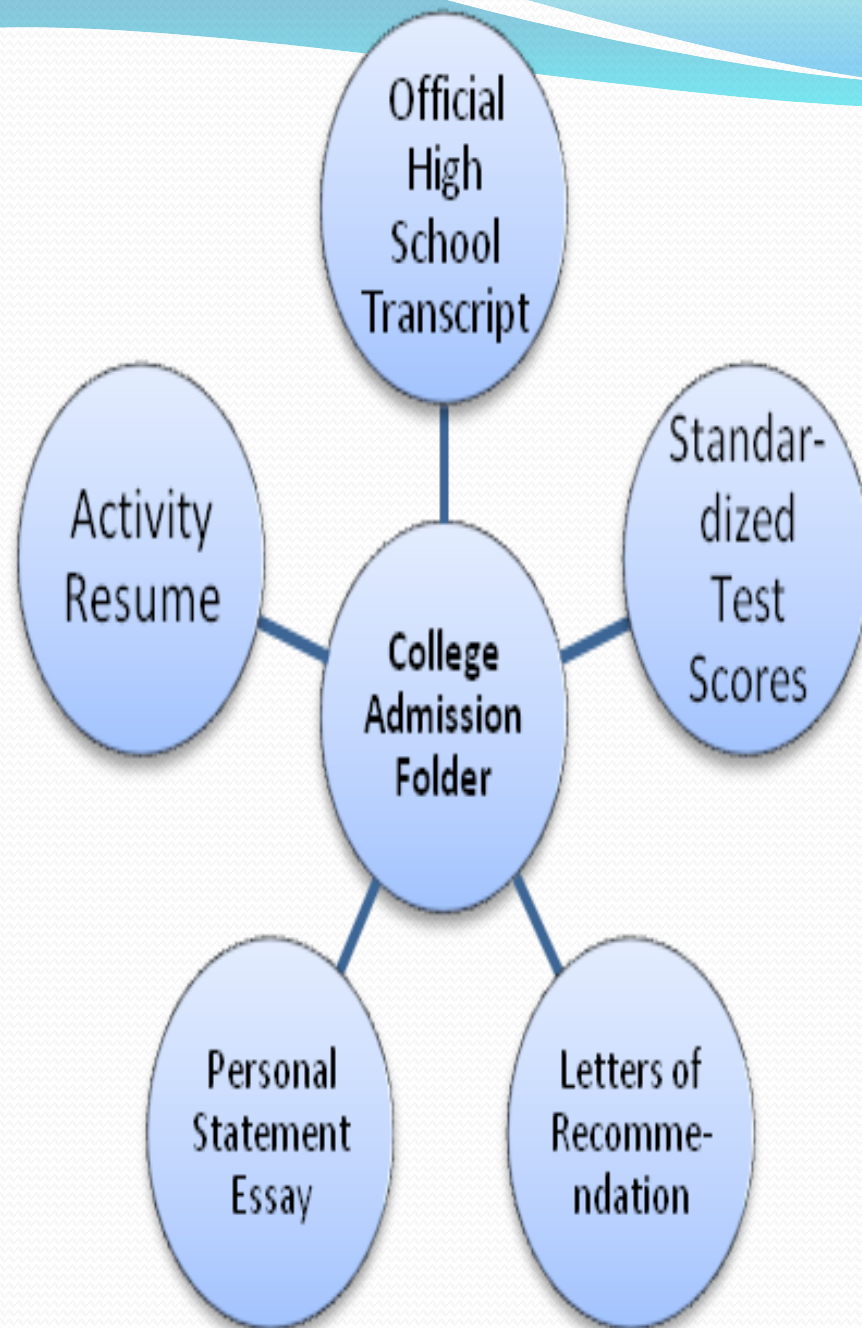 Official
High
School
Transcript
Standar-
dized
Test
Scores
Activity
Resume
College
Admission
Folder
Personal
Statement
Essay
Letters of
Recomme-
ndation